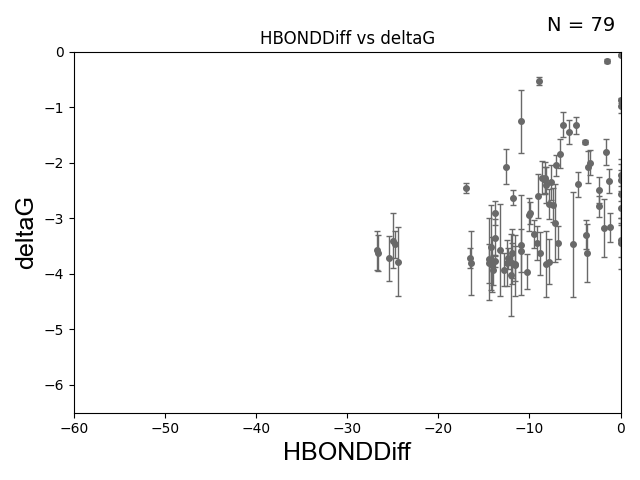 N = 79
HBONDDiff vs deltaG
0
−1
−2
−3
−4
−5
−6
deltaG
−60 −50 −40 −30 −20 −10 0
HBONDDiff